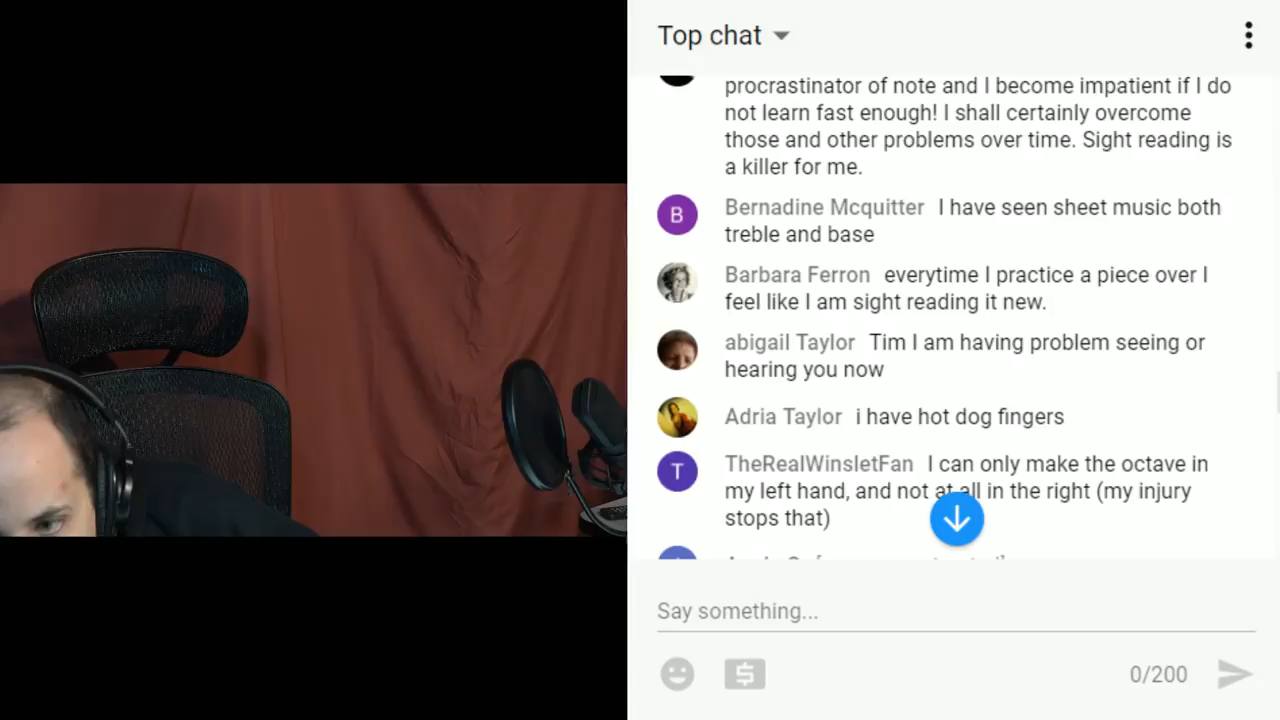 Top chat
procrastinator of note and I become impatient if I do
not learn fast enough! I shall certainly overcome
those and other problems over time. Sight reading is
a killer for me.
B
Bernadine Mcquitter I have seen sheet music both
treble and base
Barbara Ferron everytime I practice a piece over I
feel like I am sight reading it new.
abigail Taylor Tim I am having problem seeing or
hearing you now
Adria Taylor i have hot dog fingers
T
TheRealWinsletFan I can only make the octave in
my left hand, and not at all in the right (my injury
stops that)
Say something...
0/200